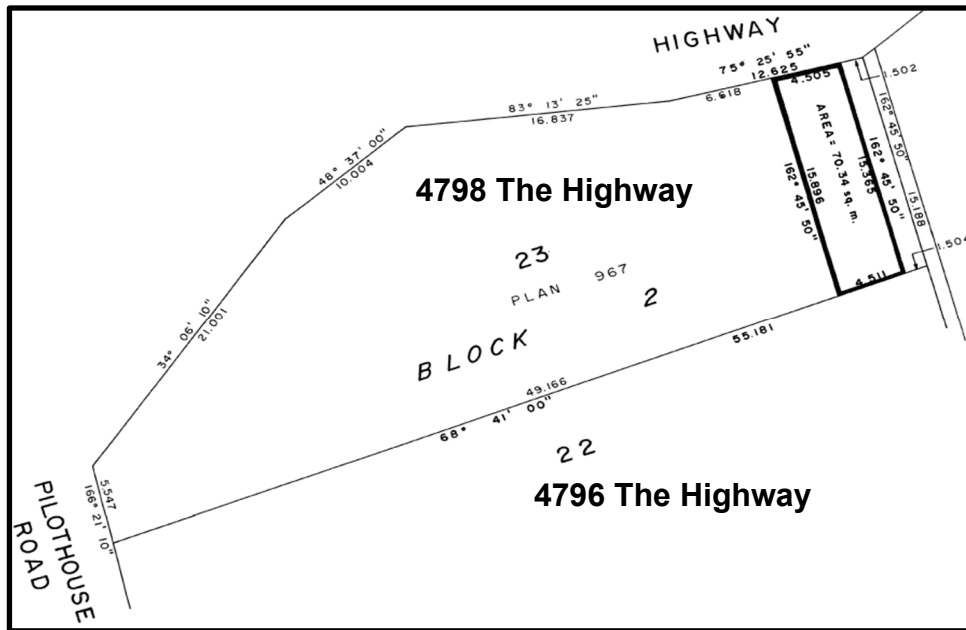 HIGHWAY
75° 25' 55"
12.625
4.505
1.502
6.618
83° 13' 25"
16.837
48° 37' 00"
10.004
162° 45' 50"
15.188
AREA = 70.34 sq. m.
162° 45' 50"
15.365
15.896
162° 45' 50"
4798 The Highway
23
PLAN 967
2
BLOCK
1.504
4.511
34° 06' 10"
21.001
55.181
49.166
68° 41' 00"
22
4796 The Highway
5.547
166° 21' 10"
PILOTHOUSE
ROAD